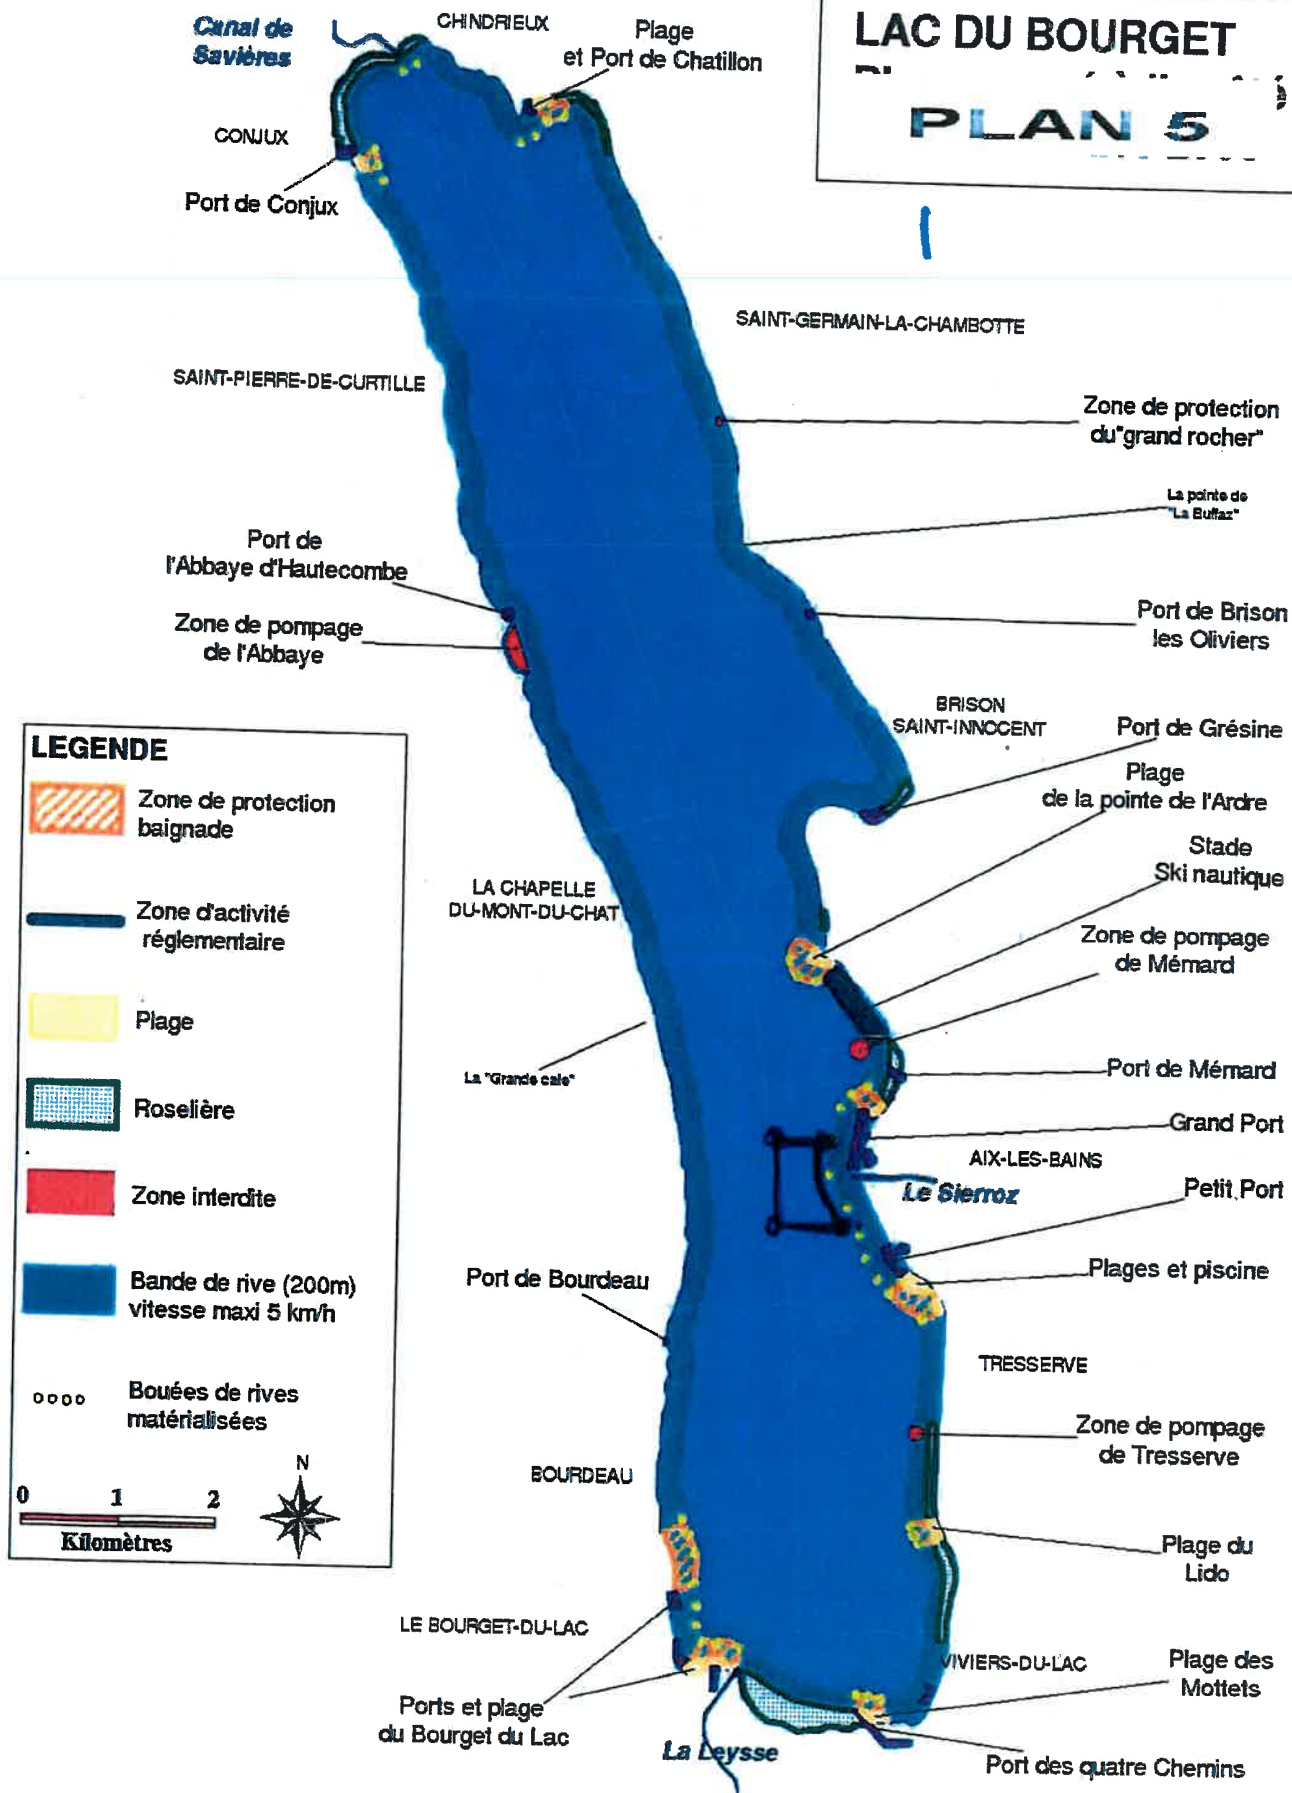 LAC DU BOURGET
PLAN 5
Canal de
Savières
CHINDRIEUX
Plage
et Port de Chatillon
CONJUX
Port de Conjux
SAINT-GERMAIN-LA-CHAMBOTTE
SAINT-PIERRE-DE-CURTILLE
Zone de protection
du"grand rocher"
La pointe de
"La Buffaz"
Port de
l'Abbaye d'Hautecombe
Zone de pompage
de l'Abbaye
Port de Brison
les Oliviers
BRISON
SAINT-INNOCENT
Port de Grésine
Plage
de la pointe de l'Ardre
Stade
Ski nautique
Zone de pompage
de Mémard
LA CHAPELLE
DU-MONT-DU-CHAT
La "Grande cale"
Port de Mémard
Grand Port
AIX-LES-BAINS
Le Sierroz
Petit Port
Plages et piscine
Port de Bourdeau
TRESSERVE
Zone de pompage
de Tresserve
BOURDEAU
Plage du
Lido
LE BOURGET-DU-LAC
VIVIERS-DU-LAC
Plage des
Mottets
Ports et plage
du Bourget du Lac
La Leysse
Port des quatre Chemins
LEGENDE
Zone de protection
baignade
Zone d'activité
réglementaire
Plage
Roselière
Zone interdite
Bande de rive (200m)
vitesse maxi 5 km/h
Bouées de rives
matérialisées
N
0 1 2
Kilomètres